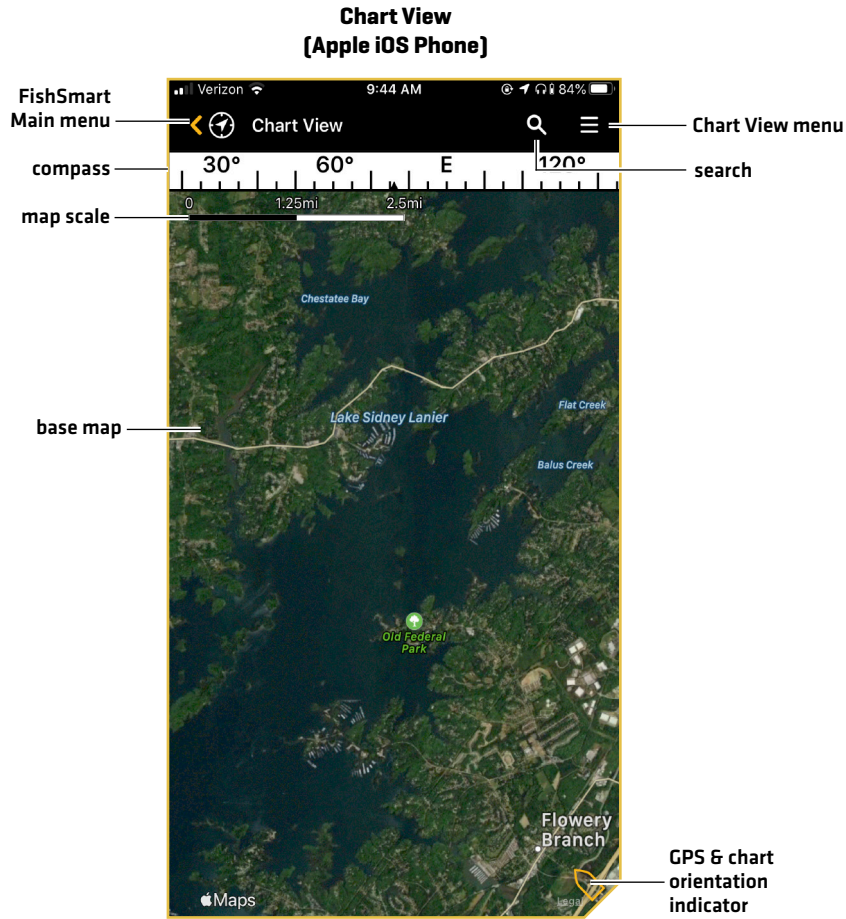 Chart View
(Apple iOS Phone)
Verizon
9:44 AM
84%
FishSmart
Main menu
Chart View
Chart View menu
compass
30°
60°
E
120°
search
map scale
0
1.25mi
2.5mi
Chestatee Bay
base map
Lake Sidney Lanier
Flat Creek
Balus Creek
Old Federal
Park
Flowery
Branch
GPS & chart
orientation
indicator
Maps
Legal